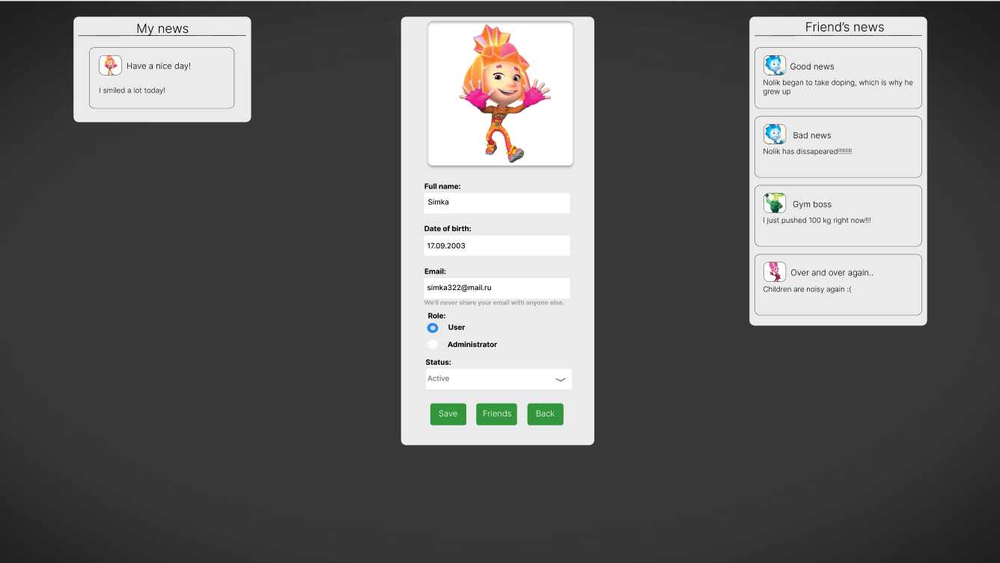 My news
Have a nice day!
I smiled a lot today!
Full name:
Simka
Date of birth:
17.09.2003
Email:
simka322@mail.ru
We'll never share your email with anyone else.
Role:
User
Administrator
Status:
Active
Save Friends Back
Friend’s news
Good news
Nolik began to take doping, which is why he
grew up
Bad news
Nolik has dissapeared!!!!!!!
Gym boss
I just pushed 100 kg right now!!!
Over and over again..
Children are noisy again :(